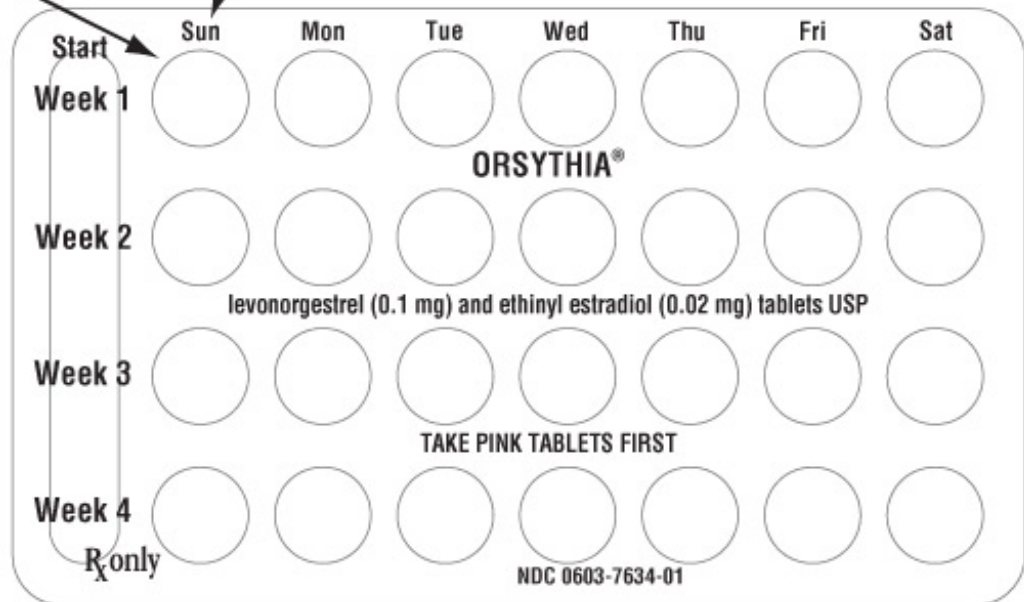 Sun Mon Tue Wed Thu Fri Sat
Start
Week 1
ORSYTHIA®
Week 2
levonorgestrel (0.1 mg) and ethinyl estradiol (0.02 mg) tablets USP
Week 3
TAKE PINK TABLETS FIRST
Week 4
Rx only
NDC 0603-7634-01